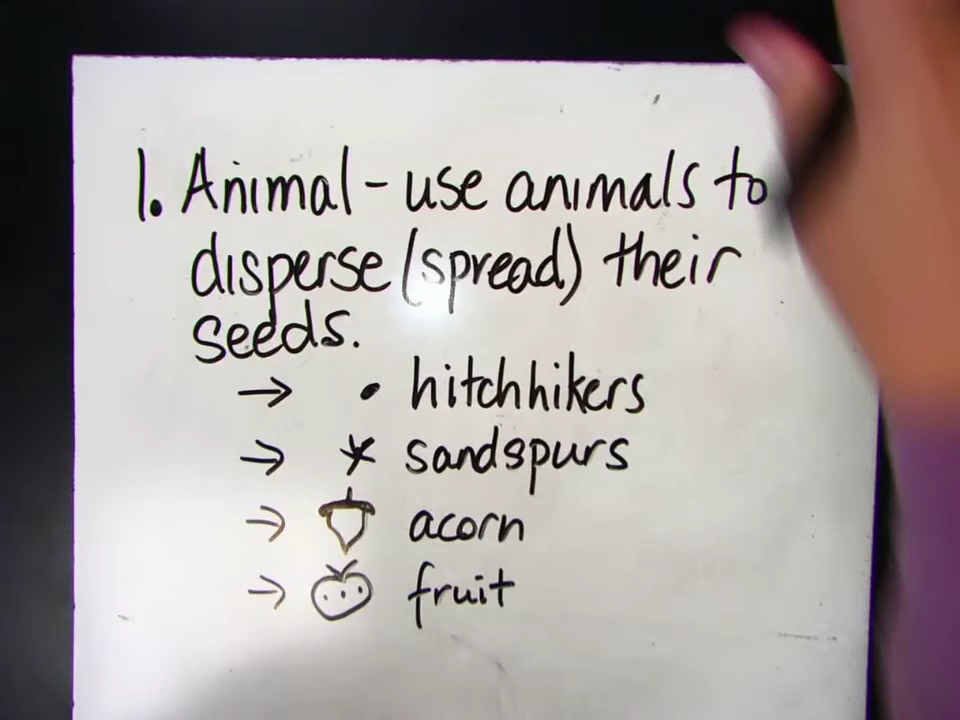 1. Animal - use animals to
disperse (spread) their
seeds.
→ • hitchhikers
→ sandspurs
→ acorn
→ fruit